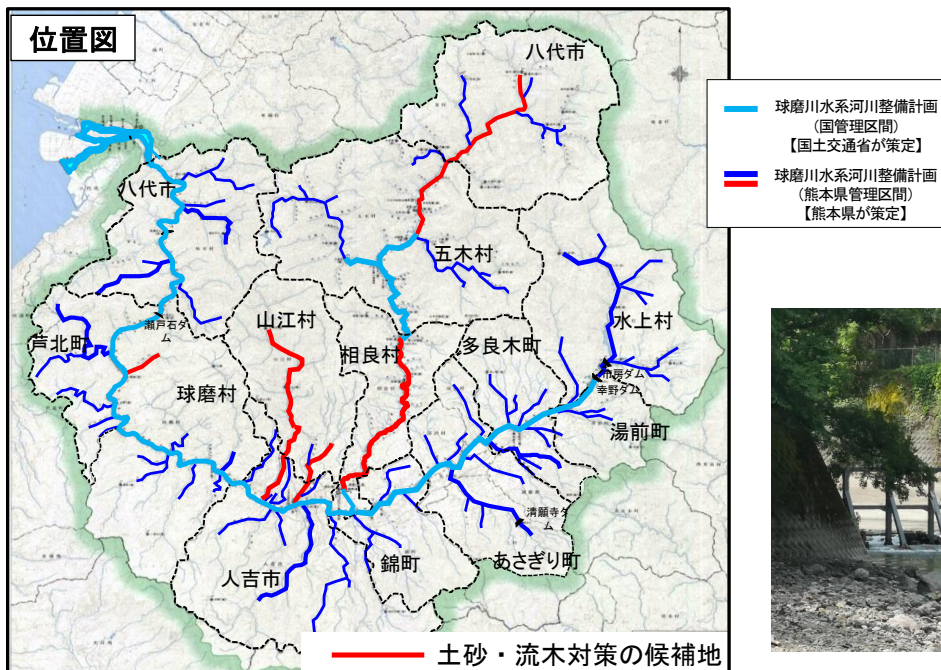 位置図
八代市
八代市
五木村
水上村
山江村
相良村
多良木町
芦北町
瀬戸石ダ
ム
球磨村
市房ダム
幸野ダム
湯前町
清願寺ダ
ム
あさぎり町
錦町
人吉市
土砂・流木対策の候補地
球磨川水系河川整備計画
(国管理区間)
【国土交通省が策定】
球磨川水系河川整備計画
(熊本県管理区間)
【熊本県が策定】